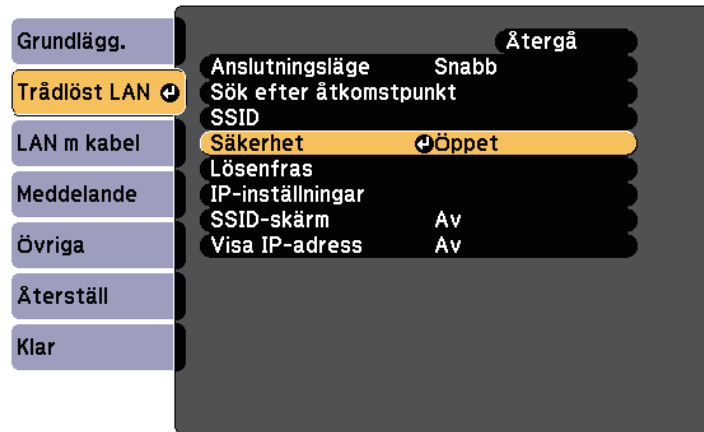 Grundlägg.
Trådlöst LAN
LAN m kabel
Meddelande
Övriga
Återställ
Klar
Återgå
Anslutningsläge Snabb
Sök efter åtkomstpunkt
SSID
Säkerhet Öppet
Lösenfras
IP-inställningar
SSID-skärm Av
Visa IP-adress Av